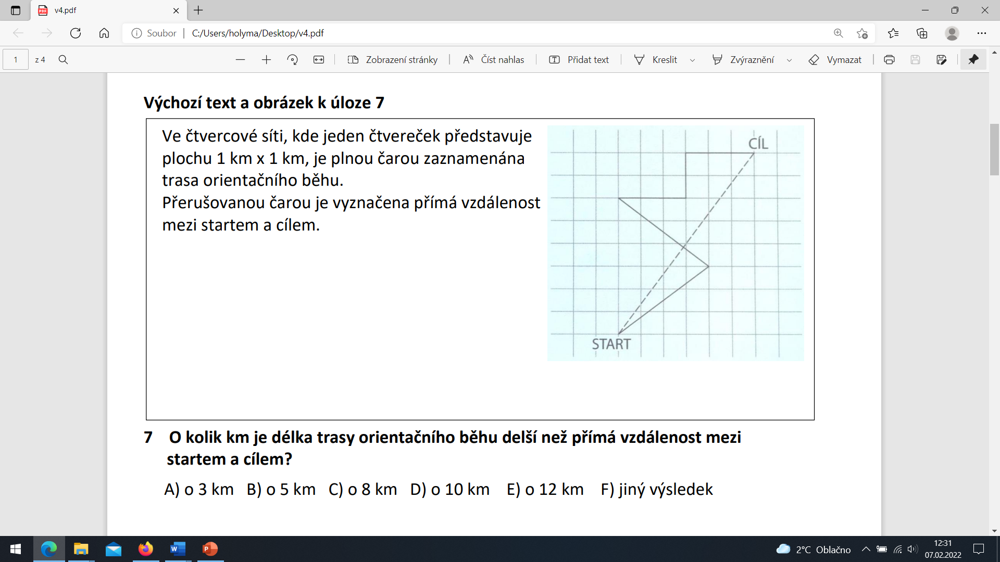 v4.pdf
Soubor | C:/Users/holyma/Desktop/v4.pdf
1 z 4 Zobrazení stránky Číst nahlas Přidat text Kreslit Zvýraznění Vymazat
Výchozí text a obrázek k úloze 7
Ve čtvercové síti, kde jeden čtvereček představuje
plochu 1 km x 1 km, je plnou čarou zaznamenána
trasa orientačního běhu.
Přerušovanou čarou je vyznačena přímá vzdálenost
mezi startem a cílem.
CÍL
START
7 O kolik km je délka trasy orientačního běhu delší než přímá vzdálenost mezi
startem a cílem?
A) o 3 km B) o 5 km C) o 8 km D) o 10 km E) o 12 km F) jiný výsledek
2°C Oblačno
12:31
07.02.2022